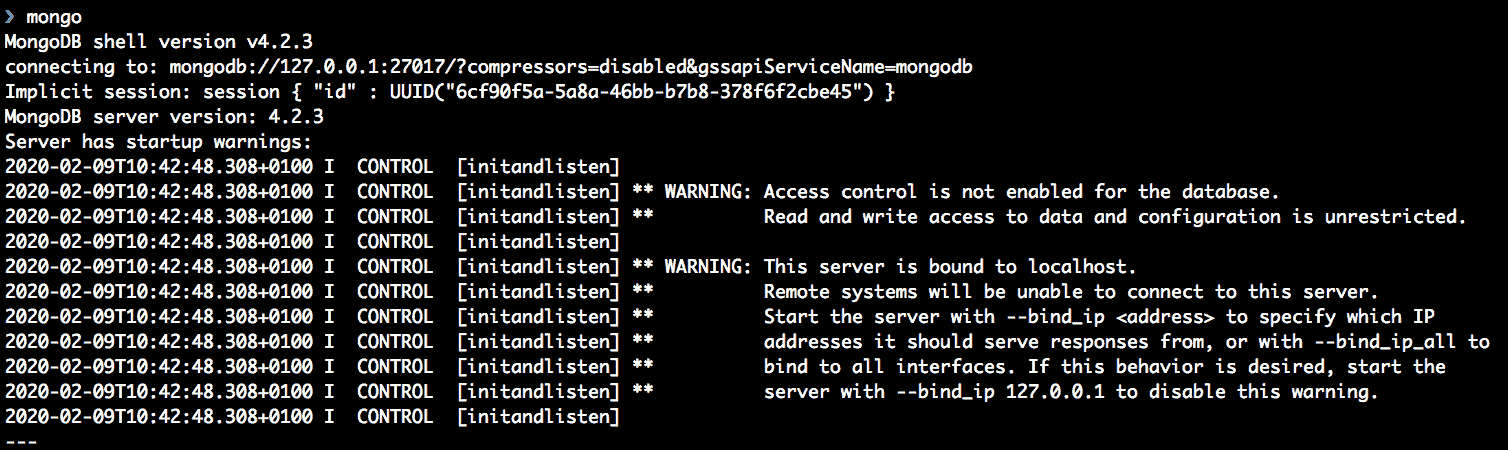 ❯ mongo
MongoDB shell version v4.2.3
connecting to: mongodb://127.0.0.1:27017/?compressors=disabled&gssapiServiceName=mongodb
Implicit session: session { "id" : UUID("6cf90f5a-5a8a-46bb-b7b8-378f6f2cbe45") }
MongoDB server version: 4.2.3
Server has startup warnings:
2020-02-09T10:42:48.308+0100 I  CONTROL  [initandlisten]
2020-02-09T10:42:48.308+0100 I  CONTROL  [initandlisten] ** WARNING: Access control is not enabled for the database.
2020-02-09T10:42:48.308+0100 I  CONTROL  [initandlisten] **          Read and write access to data and configuration is unrestricted.
2020-02-09T10:42:48.308+0100 I  CONTROL  [initandlisten]
2020-02-09T10:42:48.308+0100 I  CONTROL  [initandlisten] ** WARNING: This server is bound to localhost.
2020-02-09T10:42:48.308+0100 I  CONTROL  [initandlisten] **          Remote systems will be unable to connect to this server.
2020-02-09T10:42:48.308+0100 I  CONTROL  [initandlisten] **          Start the server with --bind_ip <address> to specify which IP
2020-02-09T10:42:48.308+0100 I  CONTROL  [initandlisten] **          addresses it should serve responses from, or with --bind_ip_all to
2020-02-09T10:42:48.308+0100 I  CONTROL  [initandlisten] **          bind to all interfaces. If this behavior is desired, start the
2020-02-09T10:42:48.308+0100 I  CONTROL  [initandlisten] **          server with --bind_ip 127.0.0.1 to disable this warning.
2020-02-09T10:42:48.308+0100 I  CONTROL  [initandlisten]
---